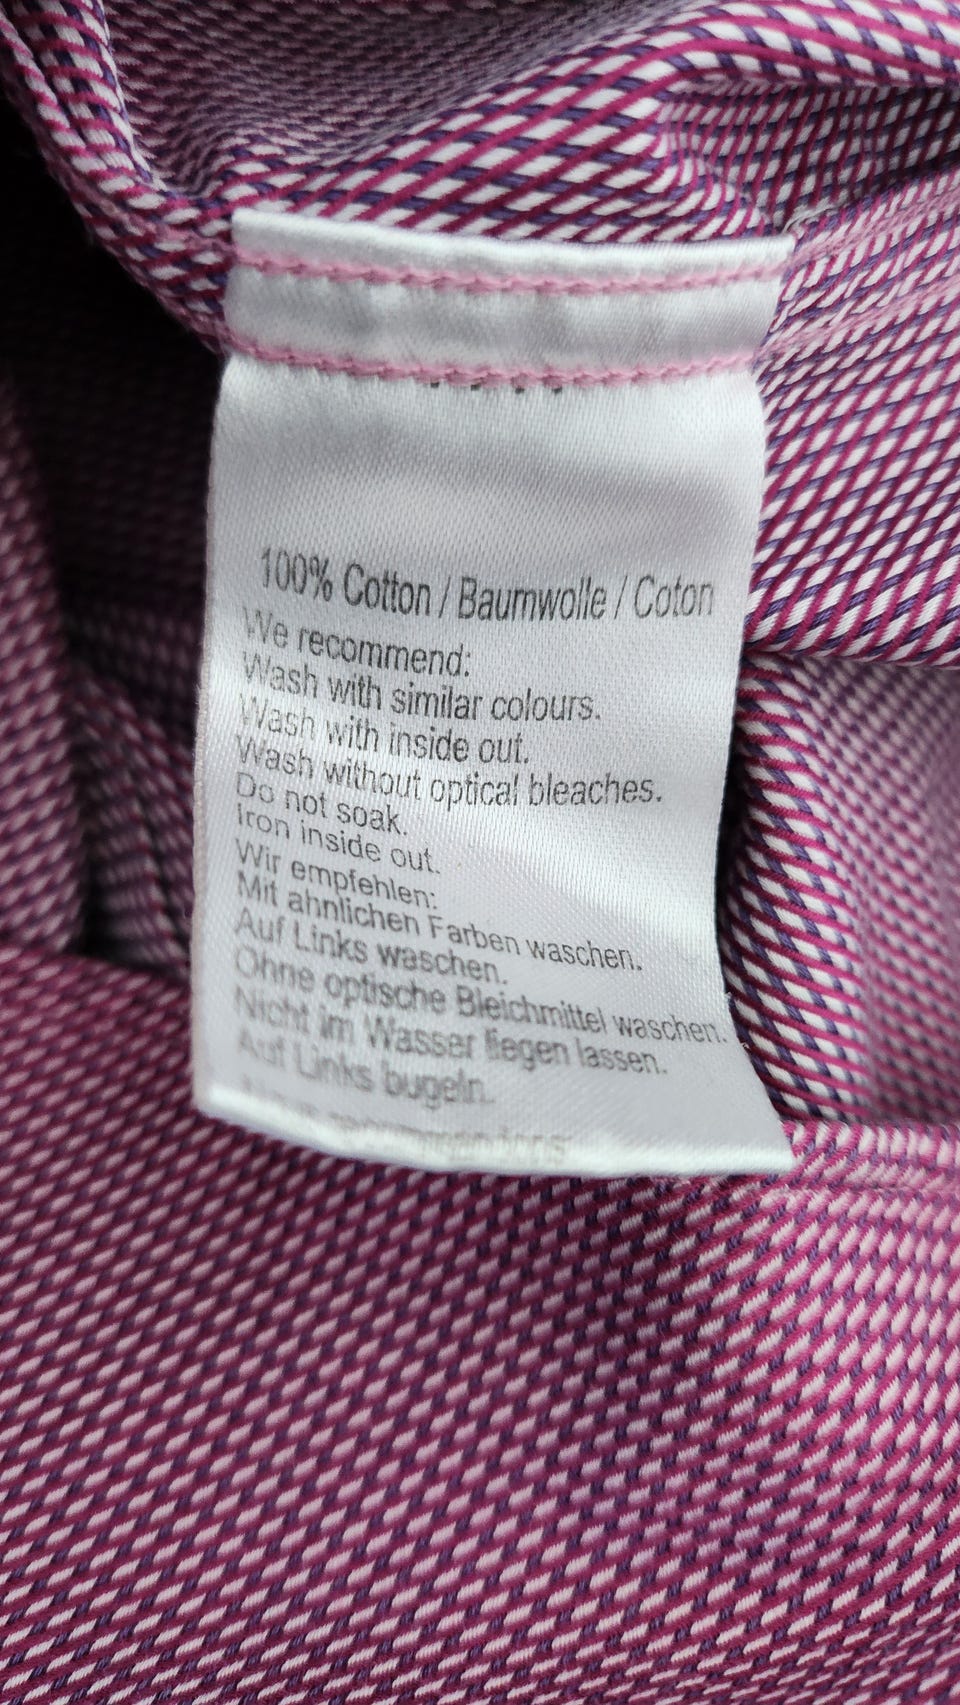 100% Cotton / Baumwolle / Coton
We recommend:
Wash with similar colours.
Wash with inside out.
Wash without optical bleaches.
Do not soak.
Iron inside out.
Wir empfehlen:
Mit ahnlichen Farben waschen.
Auf Links waschen.
Ohne optische Bleichmittel waschen.
Nicht im Wasser liegen lassen.
Auf Links bugeln.